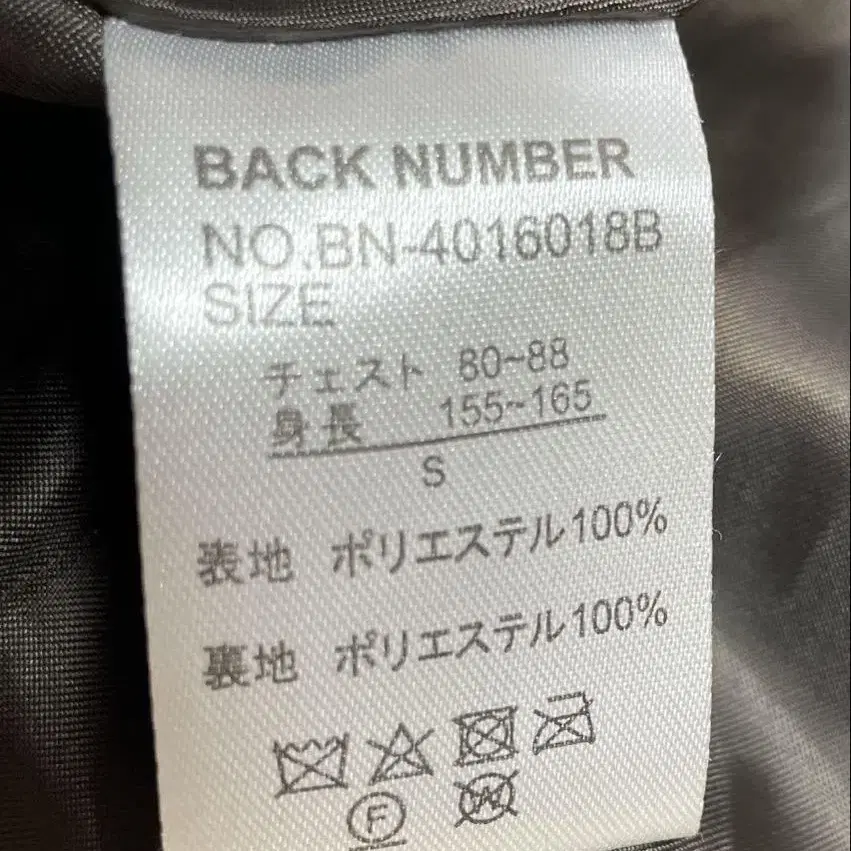 BACK NUMBER
NO.BN-4016018B
SIZE
チェスト 80~88
身長 155~165
S
表地 ポリエステル100%
裏地 ポリエステル100%
F
W